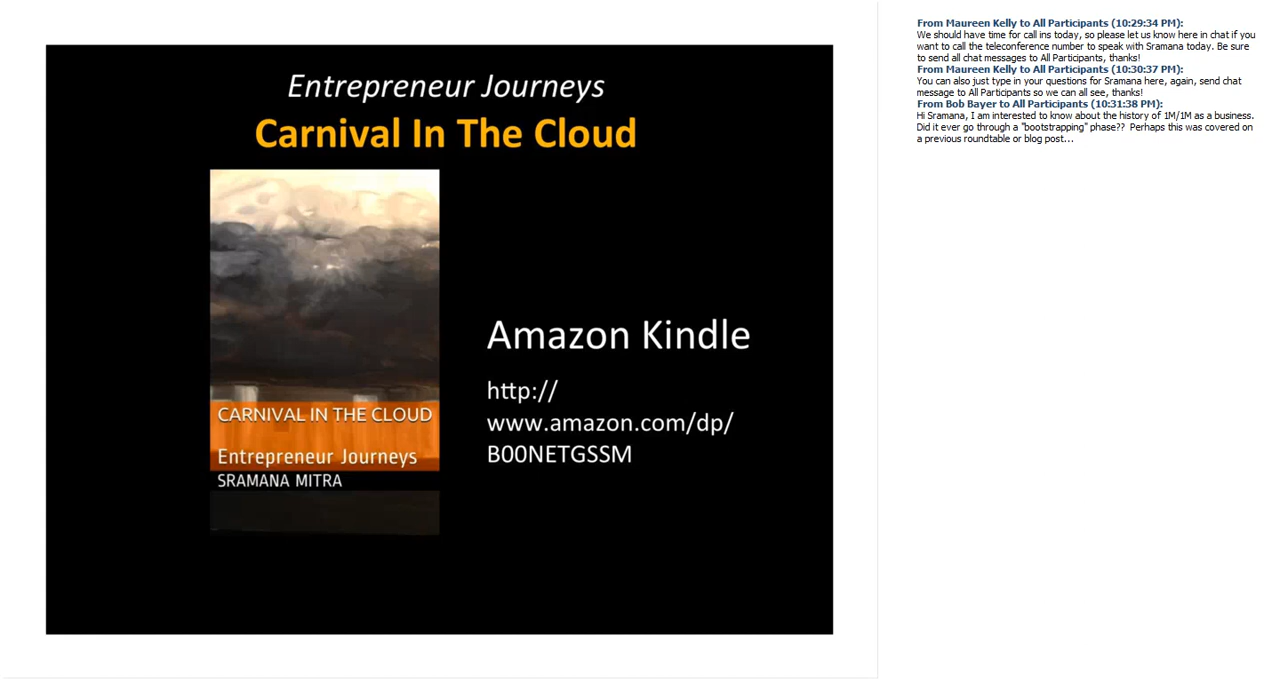 Entrepreneur Journeys
Carnival In The Cloud
CARNIVAL IN THE CLOUD
Entrepreneur Journeys
SRAMANA MITRA
Amazon Kindle
http://
www.amazon.com/dp/
B00NETGSSM
From Maureen Kelly to All Participants (10:29:34 PM):
We should have time for call ins today, so please let us know here in chat if you
want to call the teleconference number to speak with Sramana today. Be sure
to send all chat messages to All Participants, thanks!
From Maureen Kelly to All Participants (10:30:37 PM):
You can also just type in your questions for Sramana here, again, send chat
message to All Participants so we can all see, thanks!
From Bob Bayer to All Participants (10:31:38 PM):
Hi Sramana, I am interested to know about the history of 1M/1M as a business.
Did it ever go through a "bootstrapping" phase?? Perhaps this was covered on
a previous roundtable or blog post...